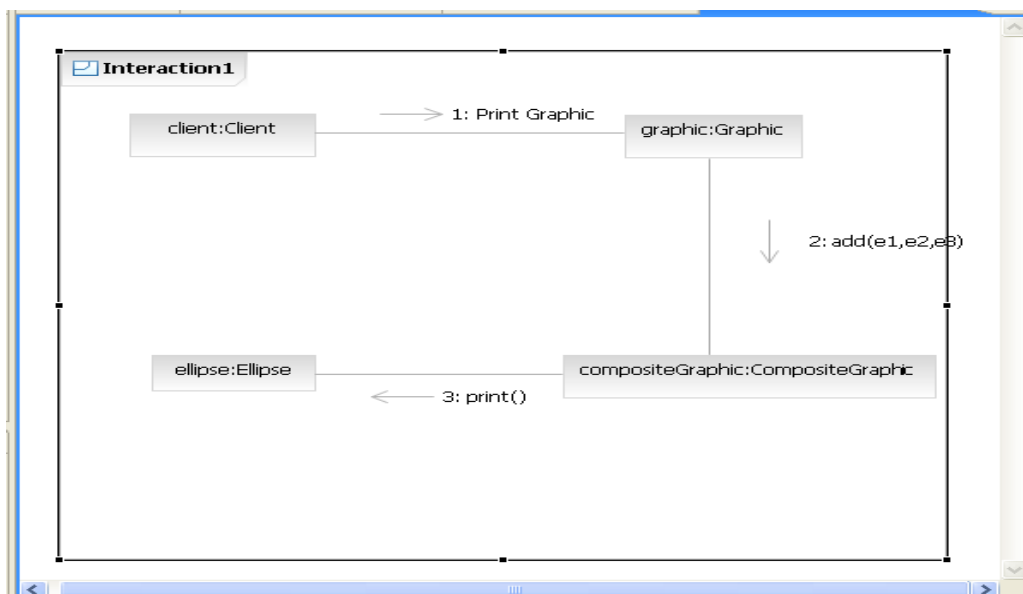 Interaction1
1: Print Graphic
client:Client
graphic:Graphic
2: add(e1,e2,e3)
ellipse:Ellipse
compositeGraphic:CompositeGraphic
3: print()